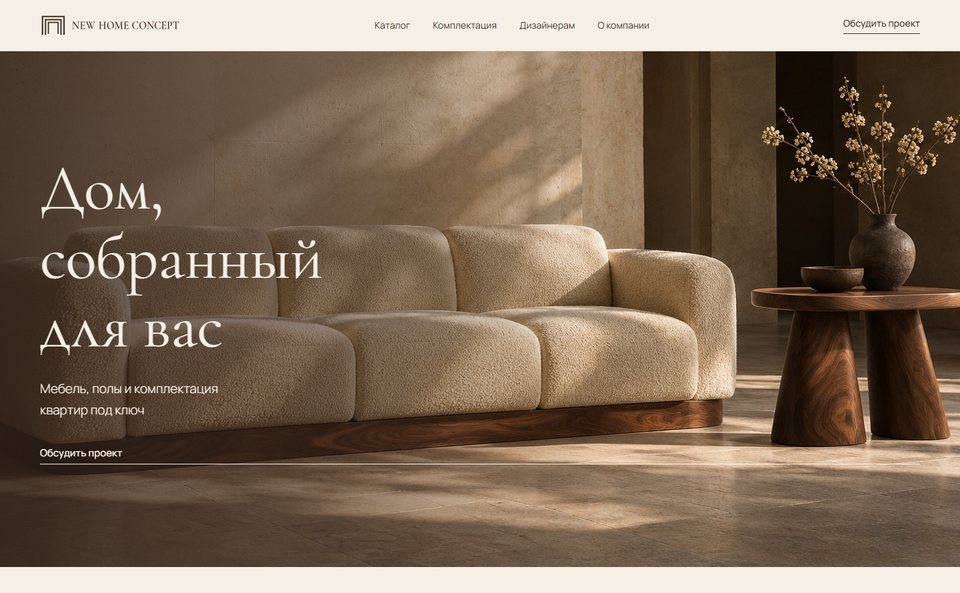 NEW HOME CONCEPT
Каталог
Комплектация
Дизайнерам
О компании
Обсудить проект
Дом,
собранный
для вас
Мебель, полы и комплектация
квартир под ключ
Обсудить проект